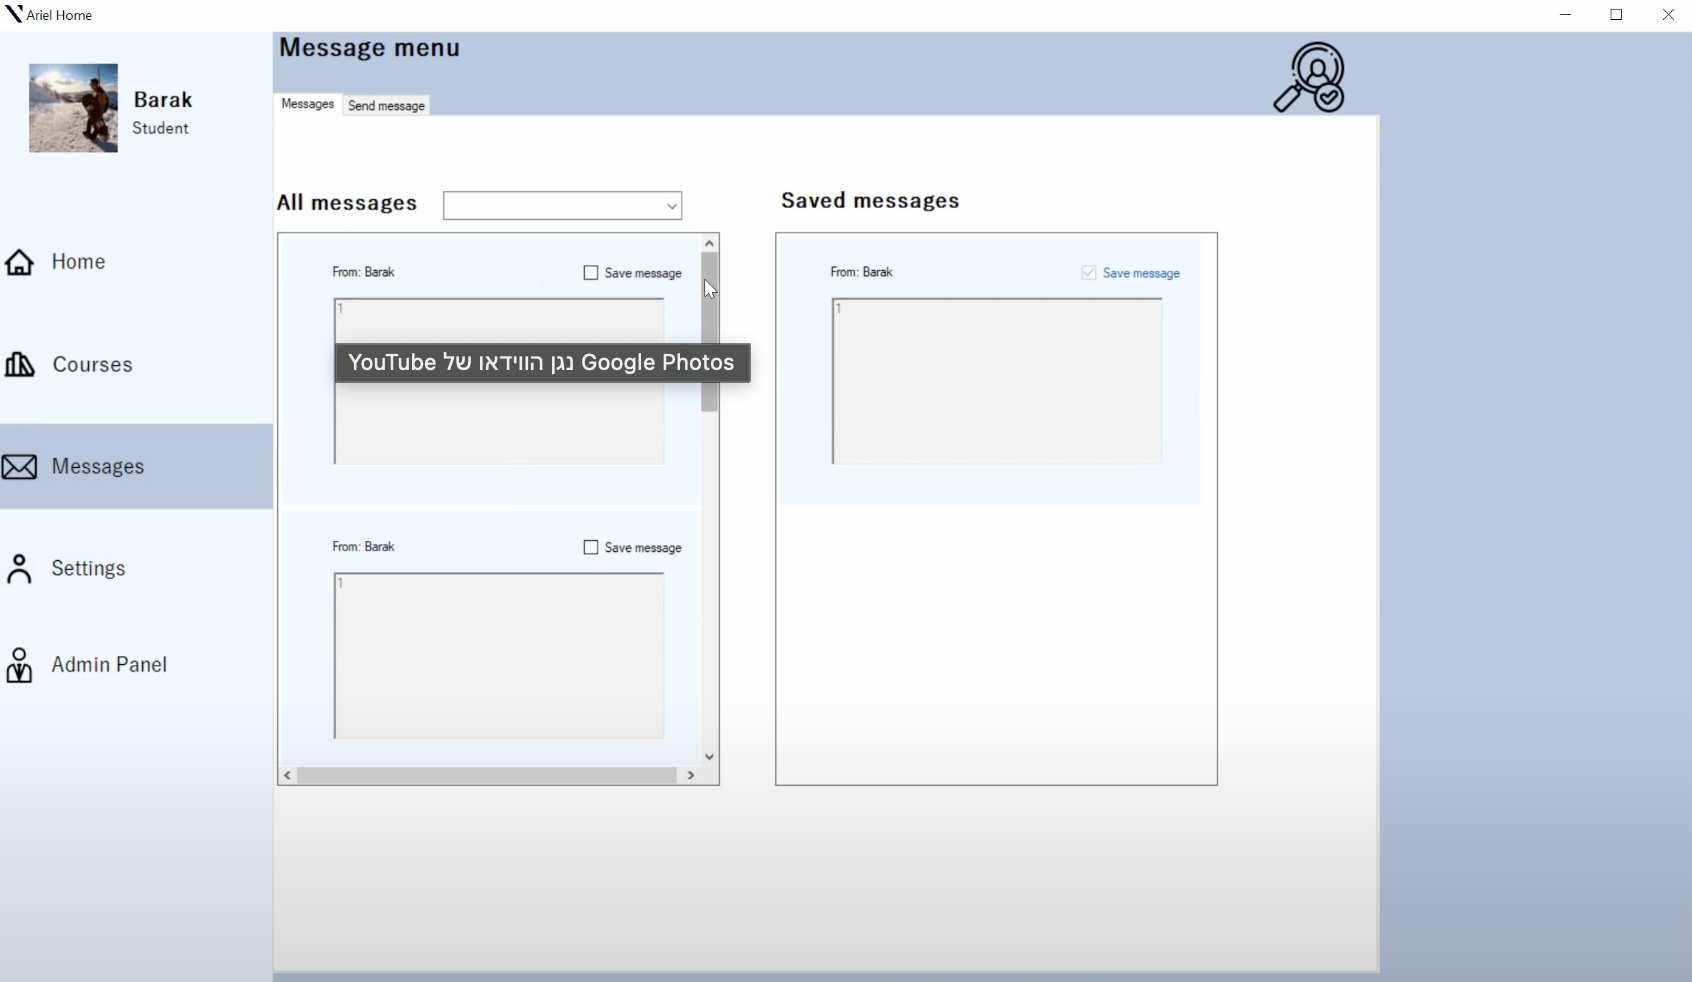 Ariel Home
Message menu
Barak
Student
Messages
Send message
All messages
Saved messages
From: Barak
Save message
1
From: Barak
Save message
1
נגן הווידאו של YouTube Google Photos
Home
Courses
Messages
Settings
Admin Panel
From: Barak
Save message
1